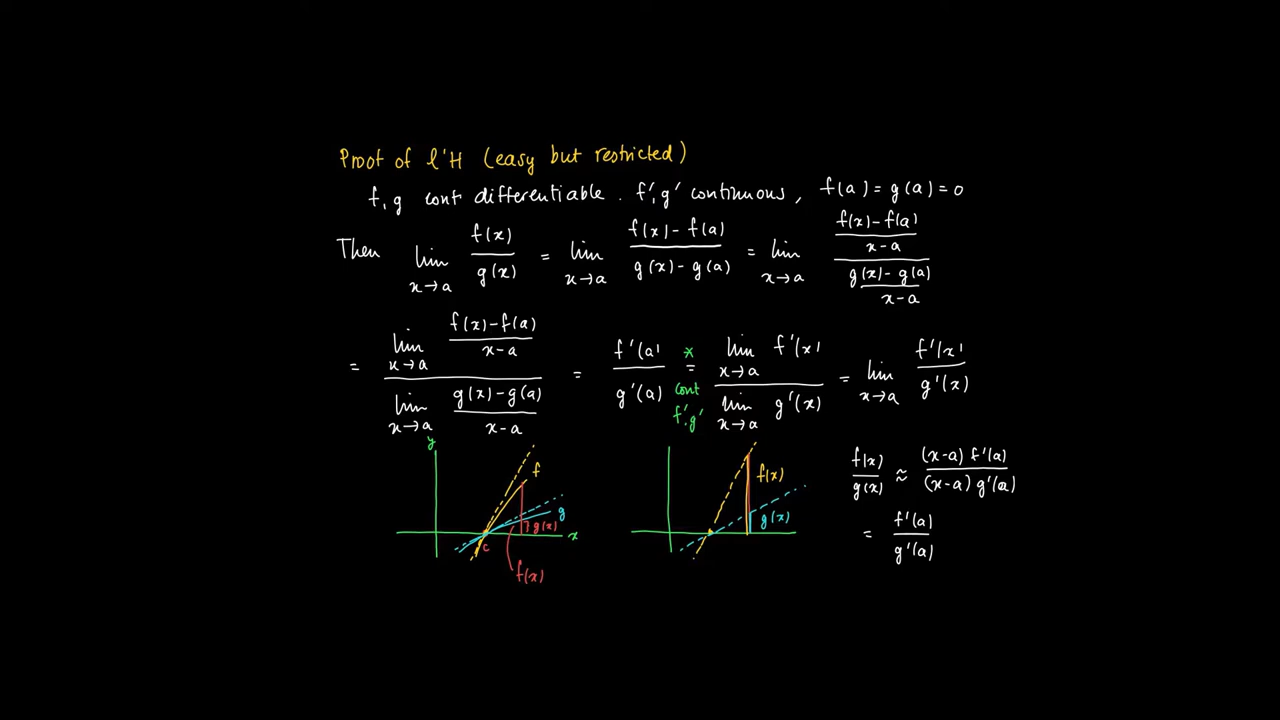 Proof of l'H (easy but restricted)
f, g cont differentiable. f', g' continuous, f(a) = g(a) = 0
Then lim x→a f(x)/g(x) = lim x→a (f(x) - f(a))/(g(x) - g(a)) = lim x→a ((f(x) - f(a))/(x-a))/((g(x) - g(a))/(x-a))
= (lim x→a (f(x) - f(a))/(x-a))/(lim x→a (g(x) - g(a))/(x-a)) = f'(a)/g'(a) = x cont f', g' (lim x→a f'(x))/(lim x→a g'(x)) = lim x→a f'(x)/g'(x)
y
f
g
g(x)
x
c
f(x)
f(x)
g(x)
f(x)/g(x) ≈ ((x-a) f'(a))/((x-a) g'(a))
= f'(a)/g'(a)